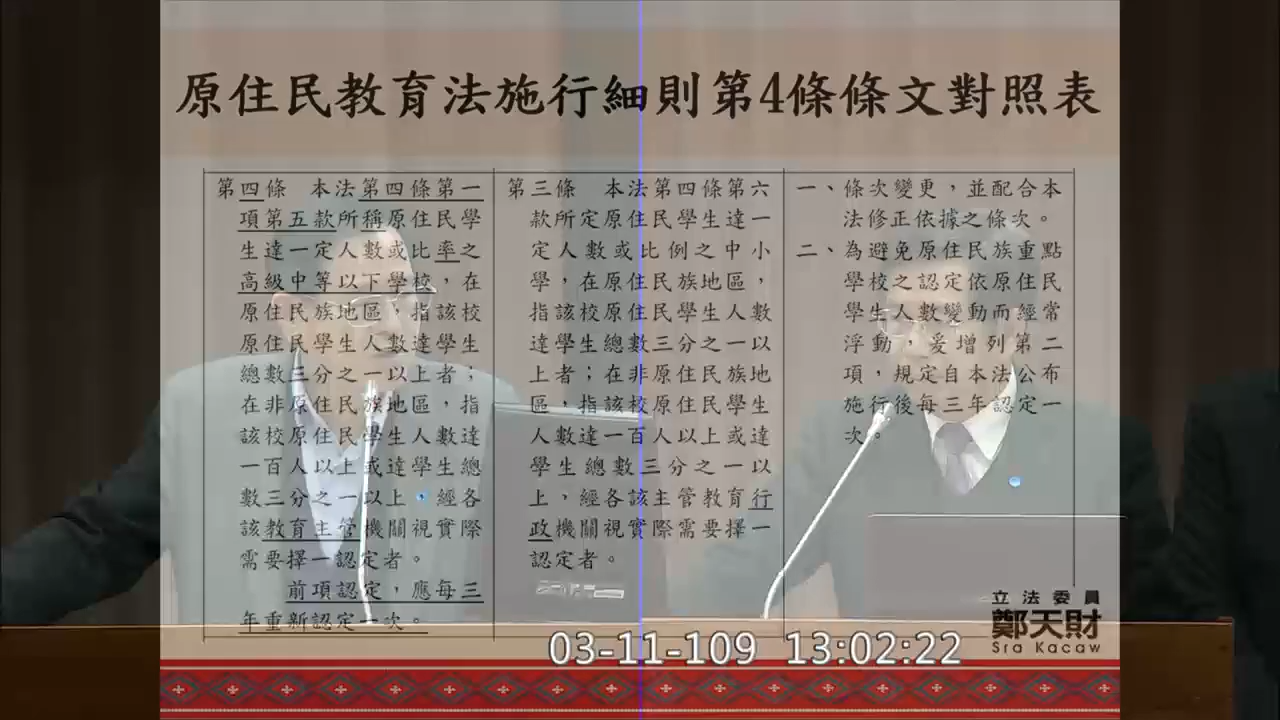 原住民教育法施行細則第4條條文對照表
第四條　本法第四條第一
項第五款所稱原住民學
生達一定人數或比率之
高級中等以下學校，在
原住民族地區，指該校
原住民學生人數達學生
總數三分之一以上者；
在非原住民族地區，指
該校原住民學生人數達
一百人以上或達學生總
數三分之一以上，經各
該教育主管機關視實際
需要擇一認定者。
前項認定，應每三
年重新認定一次。
第三條　本法第四條第六
款所定原住民學生達一
定人數或比例之中小
學，在原住民族地區，
指該校原住民學生人數
達學生總數三分之一以
上者；在非原住民族地
區，指該校原住民學生
人數達一百人以上或達
學生總數三分之一以
上，經各該主管教育行
政機關視實際需要擇一
認定者。
一、條次變更，並配合本
法修正依據之條次。
二、為避免原住民族重點
學校之認定依原住民
學生人數變動而經常
浮動，爰增列第二
項，規定自本法公布
施行後每三年認定一
次。
立法委員
鄭天財
Sra Kacaw
03-11-109 13:02:22